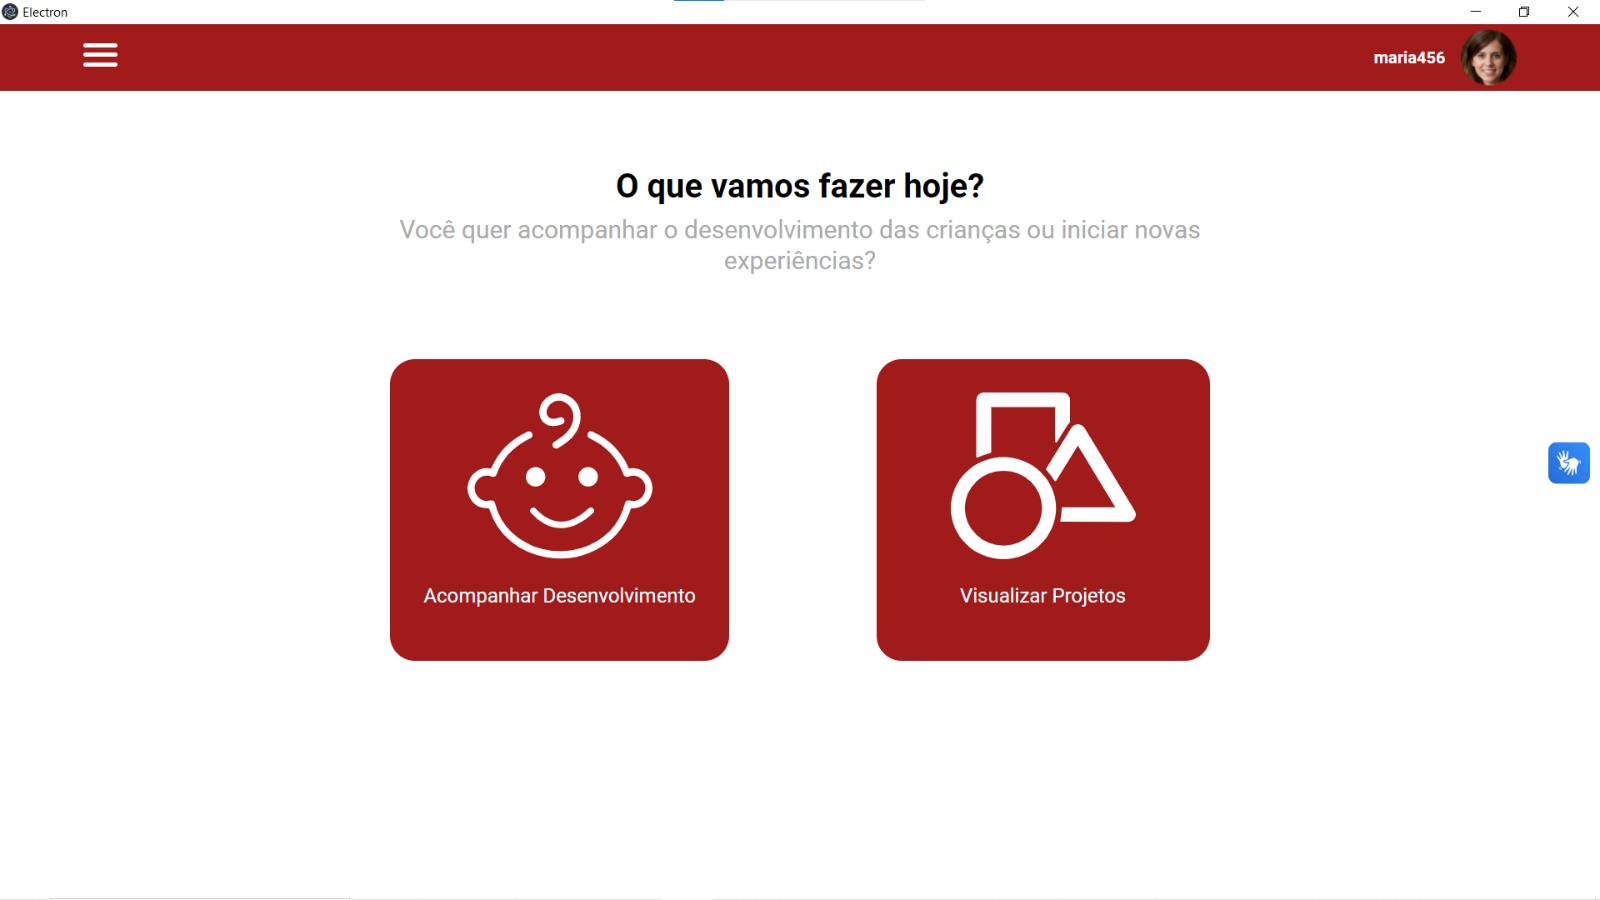 Electron
maria456
O que vamos fazer hoje?
Você quer acompanhar o desenvolvimento das crianças ou iniciar novas
experiências?
Acompanhar Desenvolvimento
Visualizar Projetos